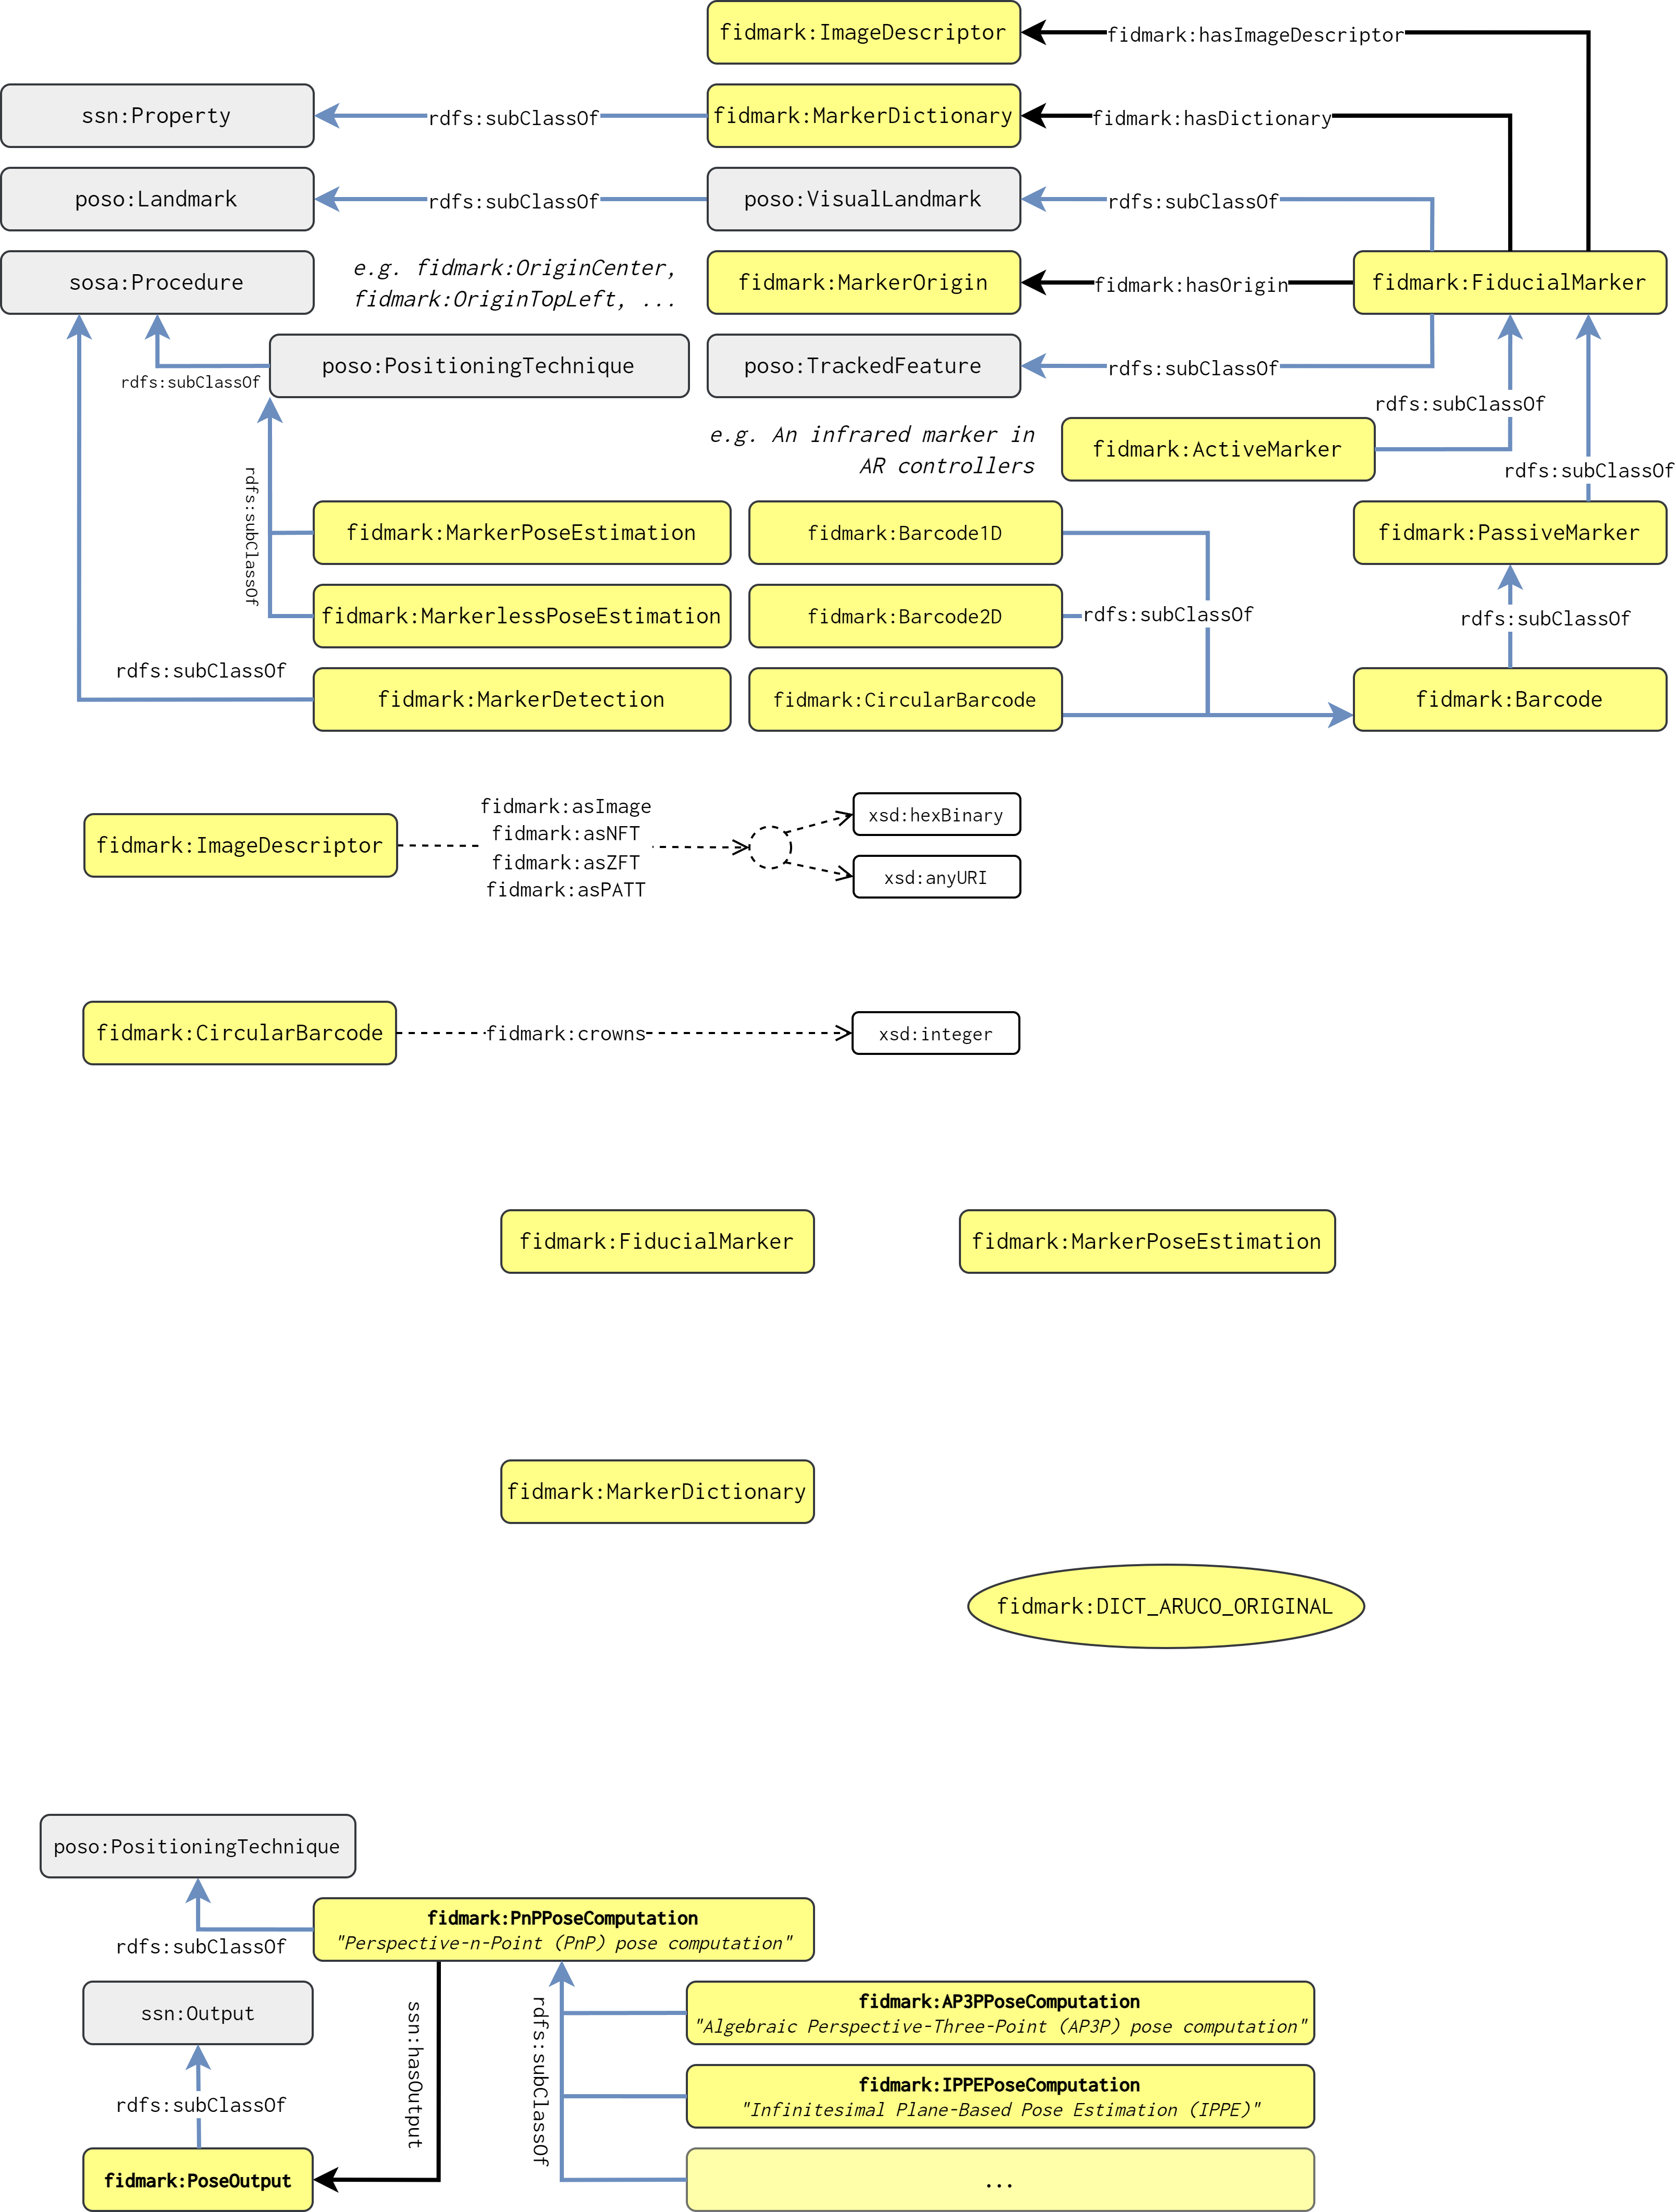 fidmark:ImageDescriptor
fidmark:hasImageDescriptor
ssn:Property
rdfs:subClassOf
fidmark:MarkerDictionary
fidmark:hasDictionary
poso:Landmark
rdfs:subClassOf
poso:VisualLandmark
rdfs:subClassOf
sosa:Procedure
e.g. fidmark:OriginCenter,
fidmark:OriginTopLeft, ...
fidmark:MarkerOrigin
fidmark:hasOrigin
fidmark:FiducialMarker
rdfs:subClassOf
poso:PositioningTechnique
poso:TrackedFeature
rdfs:subClassOf
rdfs:subClassOf
e.g. An infrared marker in
AR controllers
fidmark:ActiveMarker
rdfs:subClassOf
rdfs:subClassOf
fidmark:MarkerPoseEstimation
fidmark:Barcode1D
fidmark:PassiveMarker
fidmark:MarkerlessPoseEstimation
fidmark:Barcode2D
rdfs:subClassOf
rdfs:subClassOf
rdfs:subClassOf
fidmark:MarkerDetection
fidmark:CircularBarcode
fidmark:Barcode
fidmark:ImageDescriptor
fidmark:asImage
fidmark:asNFT
fidmark:asZFT
fidmark:asPATT
xsd:hexBinary
xsd:anyURI
fidmark:CircularBarcode
fidmark:crowns
xsd:integer
fidmark:FiducialMarker
fidmark:MarkerPoseEstimation
fidmark:MarkerDictionary
fidmark:DICT_ARUCO_ORIGINAL
poso:PositioningTechnique
rdfs:subClassOf
fidmark:PnPPoseComputation
"Perspective-n-Point (PnP) pose computation"
ssn:Output
ssn:hasOutput
rdfs:subClassOf
fidmark:AP3PPoseComputation
"Algebraic Perspective-Three-Point (AP3P) pose computation"
rdfs:subClassOf
fidmark:IPPEPoseComputation
"Infinitesimal Plane-Based Pose Estimation (IPPE)"
fidmark:PoseOutput
...